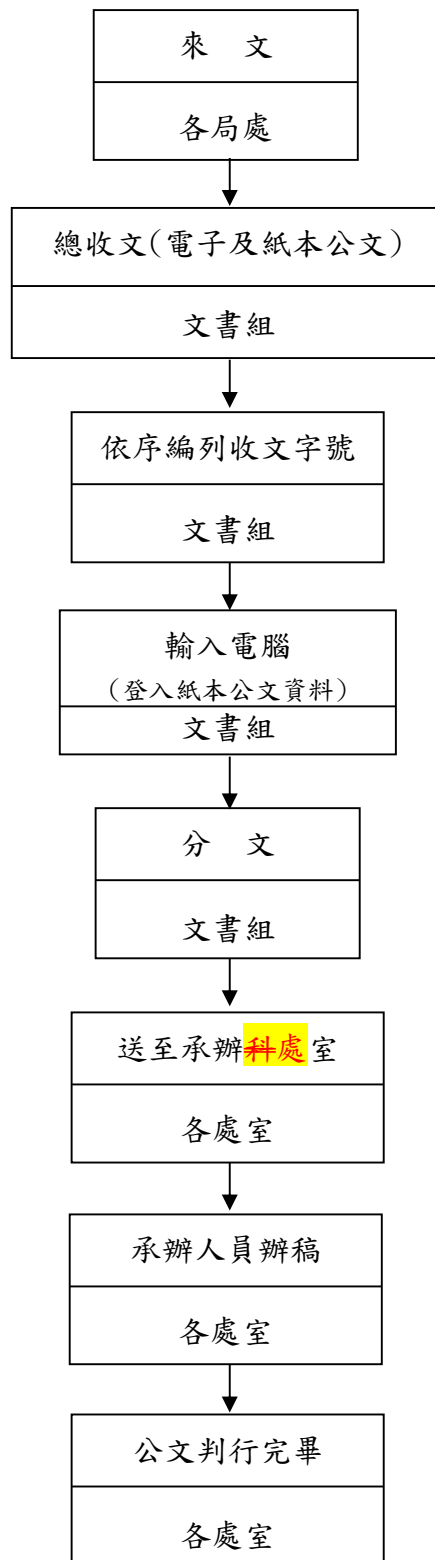 來　文
各局處
總收文(電子及紙本公文)
文書組
依序編列收文字號
文書組
輸入電腦
(登入紙本公文資料)
文書組
分　文
文書組
送至承辦科處室
各處室
承辦人員辦稿
各處室
公文判行完畢
各處室